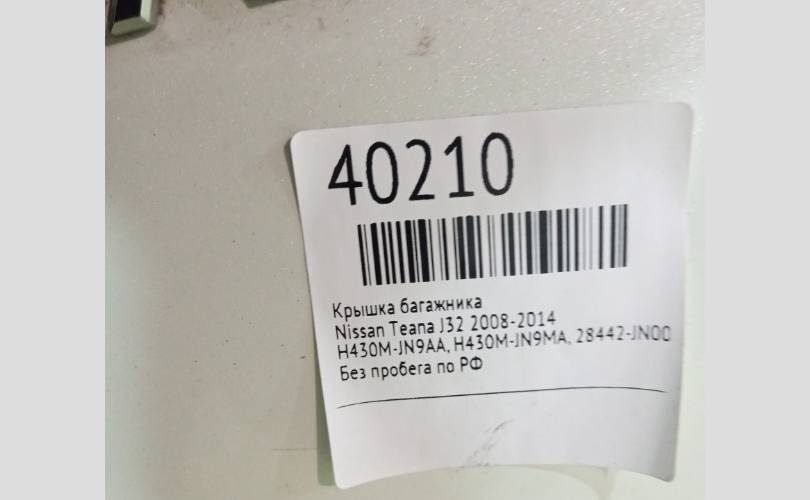 40210
Крышка багажника
Nissan Teana J32 2008-2014
H430M-JN9AA, H430M-JN9MA, 28442-JN00
Без пробега по РФ